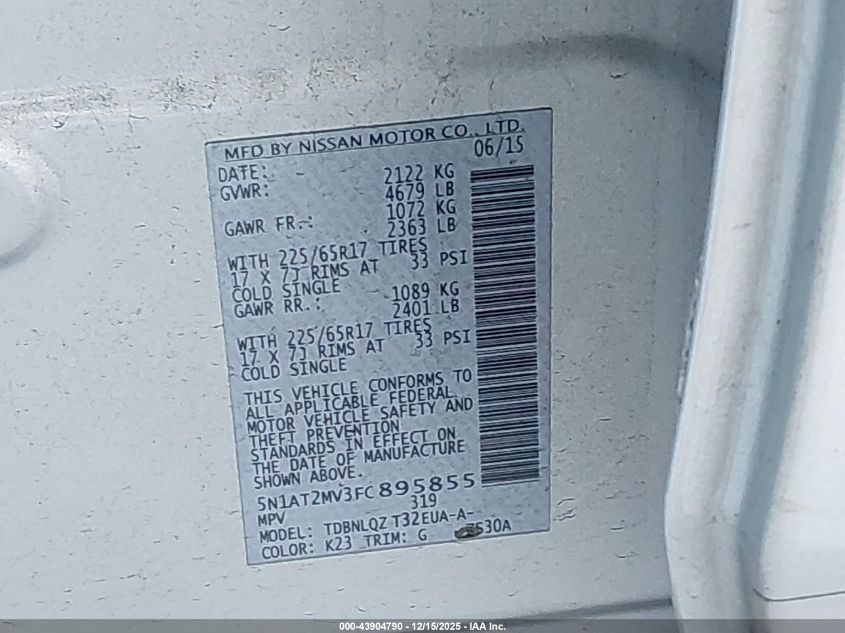 MFD BY NISSAN MOTOR CO., LTD.
DATE: 06/15
GVWR: 2122 KG
4679 LB
GAWR FR.: 1072 KG
2363 LB
WITH 225/65R17 TIRES
17 X 7J RIMS AT 33 PSI
COLD SINGLE
GAWR RR.: 1089 KG
2401 LB
WITH 225/65R17 TIRES
17 X 7J RIMS AT 33 PSI
COLD SINGLE
THIS VEHICLE CONFORMS TO
ALL APPLICABLE FEDERAL
MOTOR VEHICLE SAFETY AND
THEFT PREVENTION
STANDARDS IN EFFECT ON
THE DATE OF MANUFACTURE
SHOWN ABOVE.
5N1AT2MV3FC895855
MPV 319
MODEL: TDBNLQZ T32EUA-A-
COLOR: K23 TRIM: G
000-43904790 - 12/15/2025 - IAA Inc.